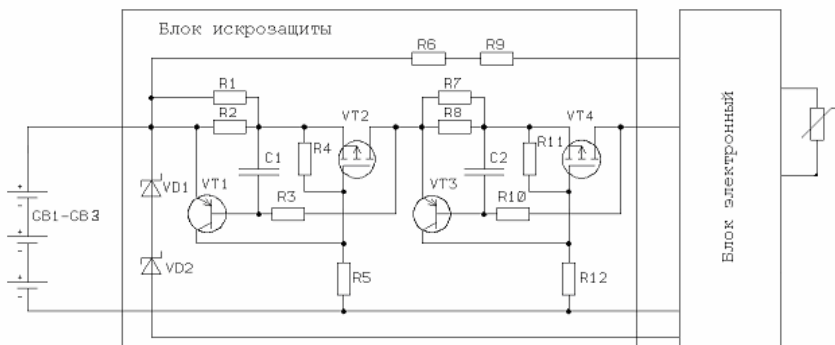 Блок искрозащиты
R6
R9
R1
R7
R2
VT2
R8
VT4
R4
R11
C1
C2
VT1
R3
VT3
R10
VD1
GB1-GB3
VD2
R5
R12
Блок электронный
+
-
+
-
+
-